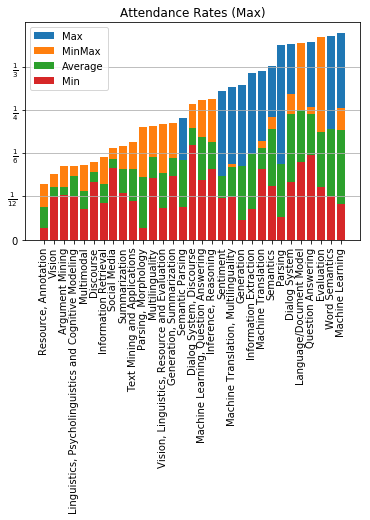 Attendance Rates (Max)
Max
MinMax
Average
Min
1/3
1/4
1/6
1/12
0
Resource, Annotation
Vision
Argument Mining
Linguistics, Psycholinguistics and Cognitive Modeling
Multimodal
Discourse
Information Retrieval
Social Media
Summarization
Text Mining and Applications
Parsing, Morphology
Multilinguality
Vision, Linguistics, Resource and Evaluation
Generation, Summarization
Semantic Parsing
Dialog System, Discourse
Machine Learning, Question Answering
Inference, Reasoning
Sentiment
Machine Translation, Multilinguality
Generation
Information Extraction
Machine Translation
Semantics
Parsing
Dialog System
Language/Document Model
Question Answering
Evaluation
Word Semantics
Machine Learning